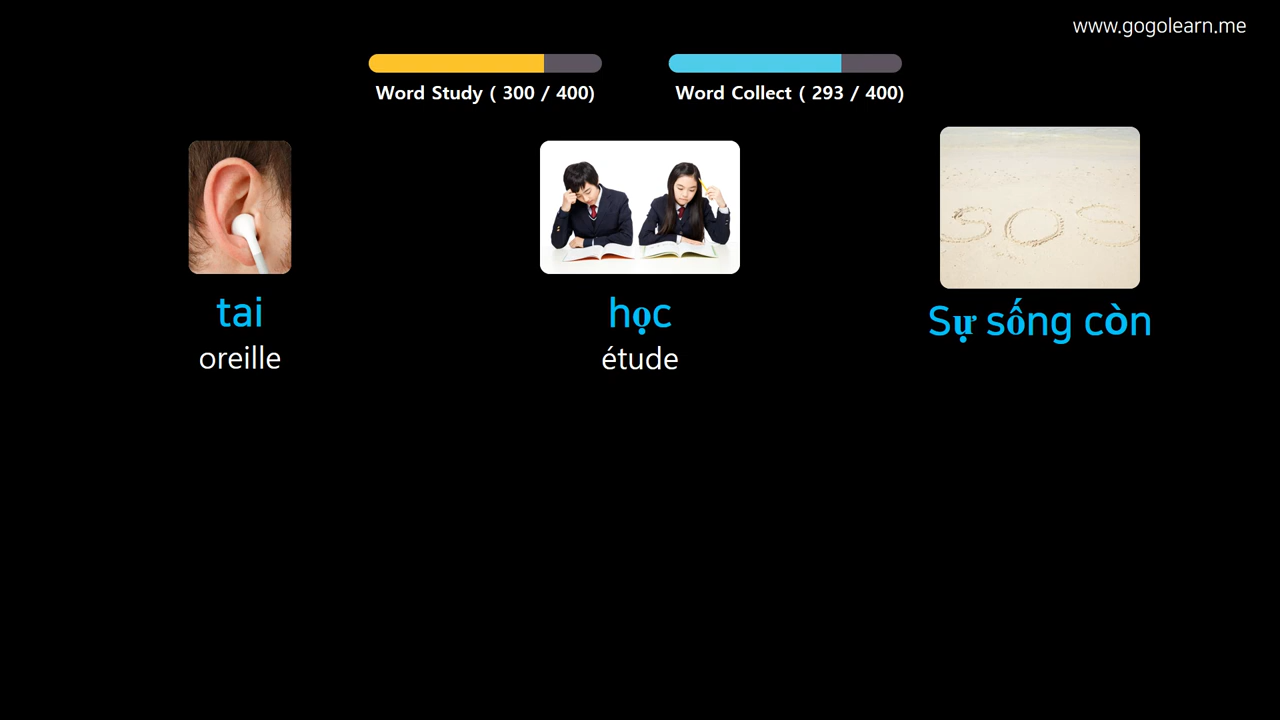 www.gogolearn.me
Word Study ( 300 / 400)
Word Collect ( 293 / 400)
SOS
tai
học
Sự sống còn
oreille
étude